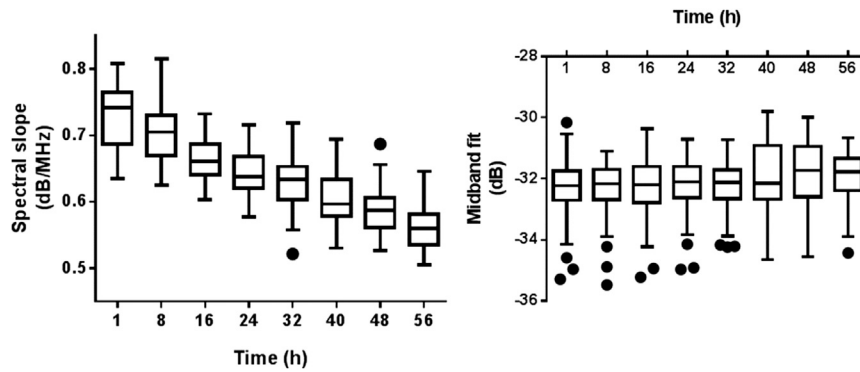 Spectral slope
(dB/MHz)
0.8
0.7
0.6
0.5
1 8 16 24 32 40 48 56
Time (h)
Time (h)
Midband fit
(dB)
-28
-30
-32
-34
-36
1 8 16 24 32 40 48 56